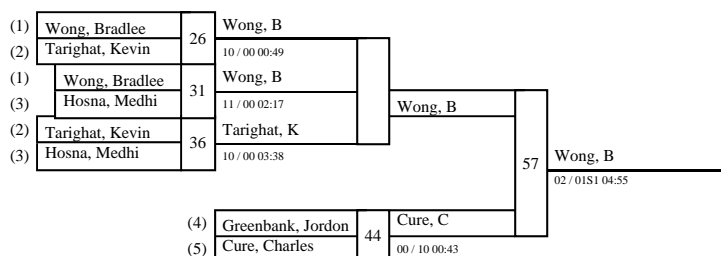 (1) Wong, Bradlee 26 Wong, B
(2) Tarighat, Kevin 10 / 00 00:49
(1) Wong, Bradlee 31 Wong, B
(3) Hosna, Medhi 11 / 00 02:17
Wong, B
(2) Tarighat, Kevin 36 Tarighat, K
(3) Hosna, Medhi 10 / 00 03:38
57 Wong, B
02 / 01S1 04:55
(4) Greenbank, Jordon 44 Cure, C
(5) Cure, Charles 00 / 10 00:43